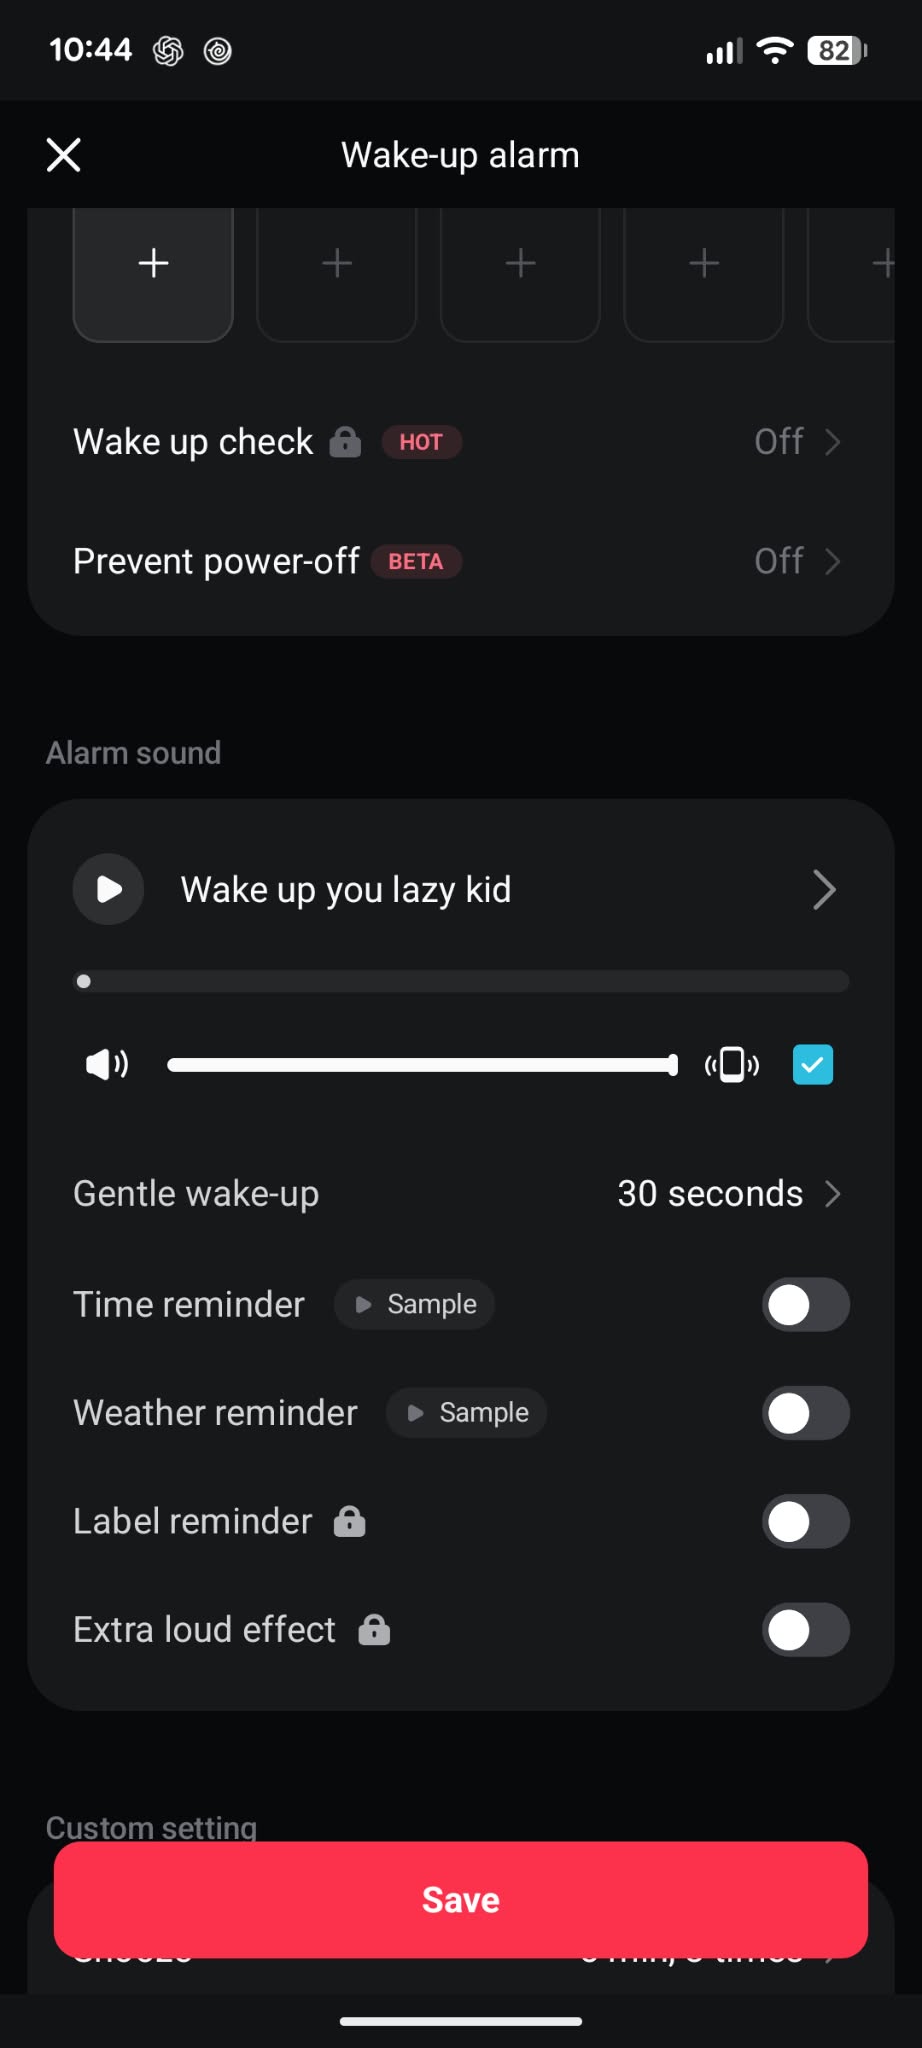 10:44
82
Wake-up alarm
Wake up check HOT Off
Prevent power-off BETA Off
Alarm sound
Wake up you lazy kid
Gentle wake-up 30 seconds
Time reminder Sample
Weather reminder Sample
Label reminder
Extra loud effect
Custom setting
Save